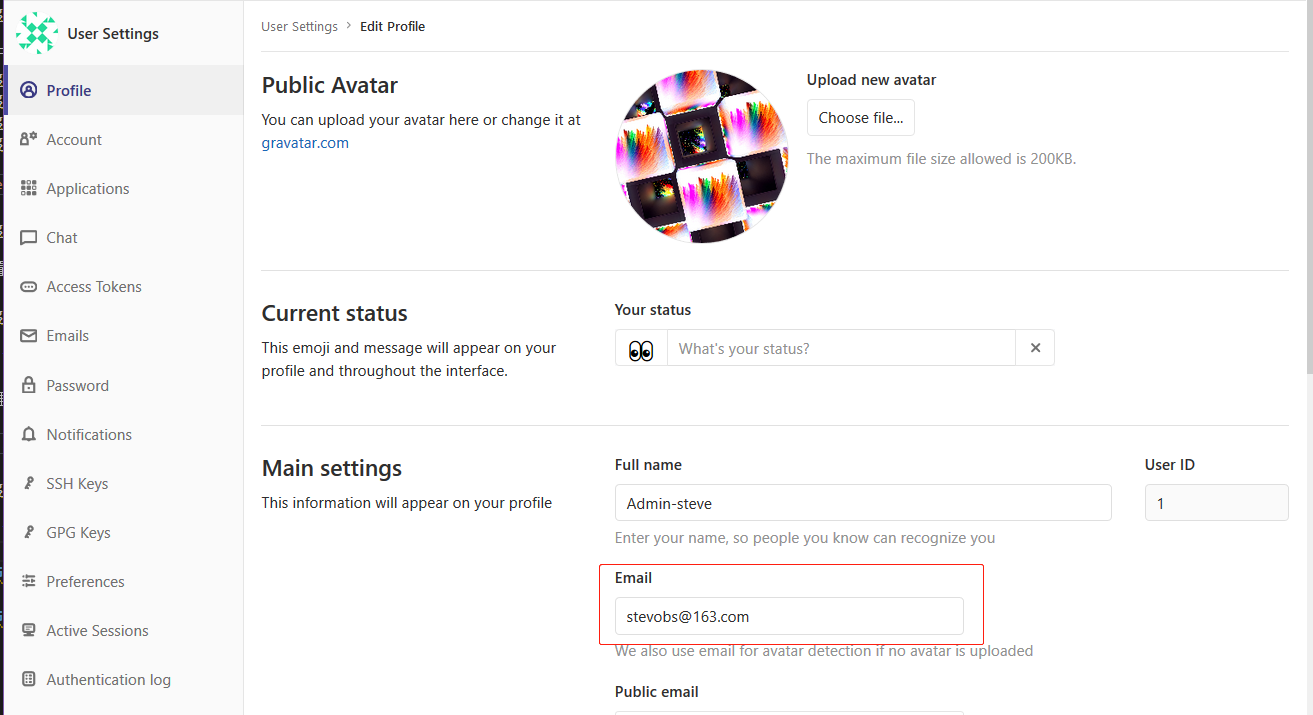 User Settings
Profile
Account
Applications
Chat
Access Tokens
Emails
Password
Notifications
SSH Keys
GPG Keys
Preferences
Active Sessions
Authentication log
User Settings > Edit Profile
Public Avatar
You can upload your avatar here or change it at
gravatar.com
Upload new avatar
Choose file...
The maximum file size allowed is 200KB.
Current status
This emoji and message will appear on your
profile and throughout the interface.
Your status
What's your status?
Main settings
This information will appear on your profile
Full name
Admin-steve
Enter your name, so people you know can recognize you
User ID
1
Email
stevobs@163.com
We also use email for avatar detection if no avatar is uploaded
Public email